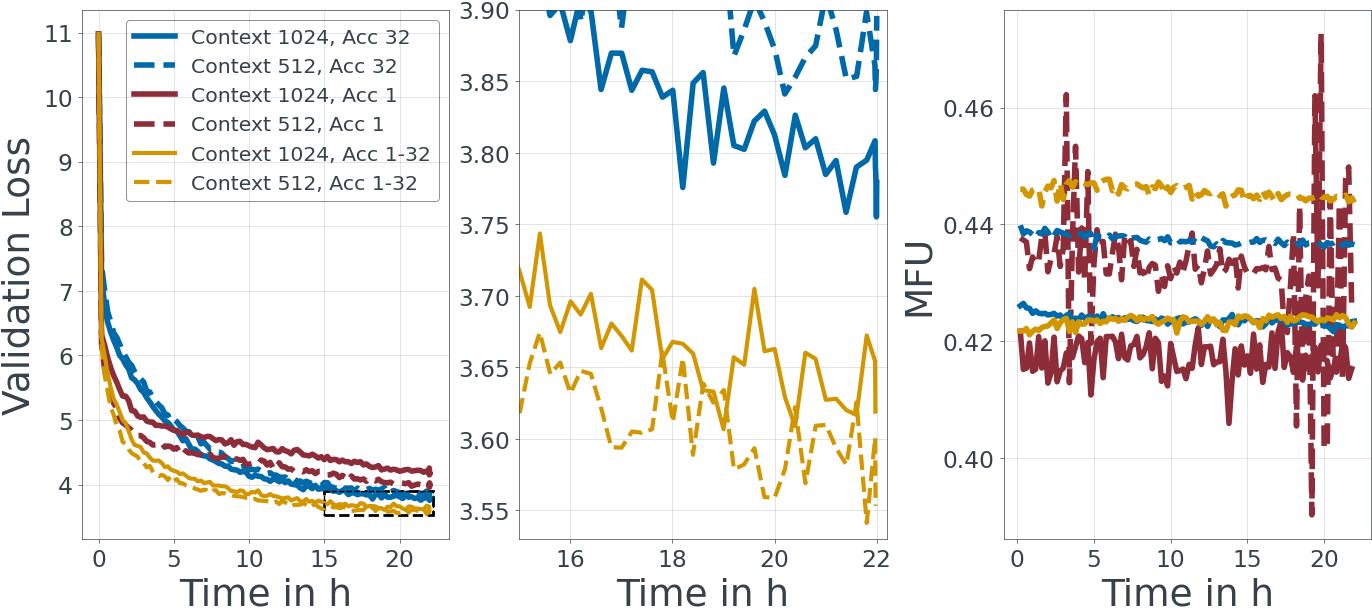 Validation Loss
11
10
9
8
7
6
5
4
Context 1024, Acc 32
Context 512, Acc 32
Context 1024, Acc 1
Context 512, Acc 1
Context 1024, Acc 1-32
Context 512, Acc 1-32
0 5 10 15 20
Time in h
3.90
3.85
3.80
3.75
3.70
3.65
3.60
3.55
16 18 20 22
Time in h
MFU
0.46
0.44
0.42
0.40
0 5 10 15 20
Time in h